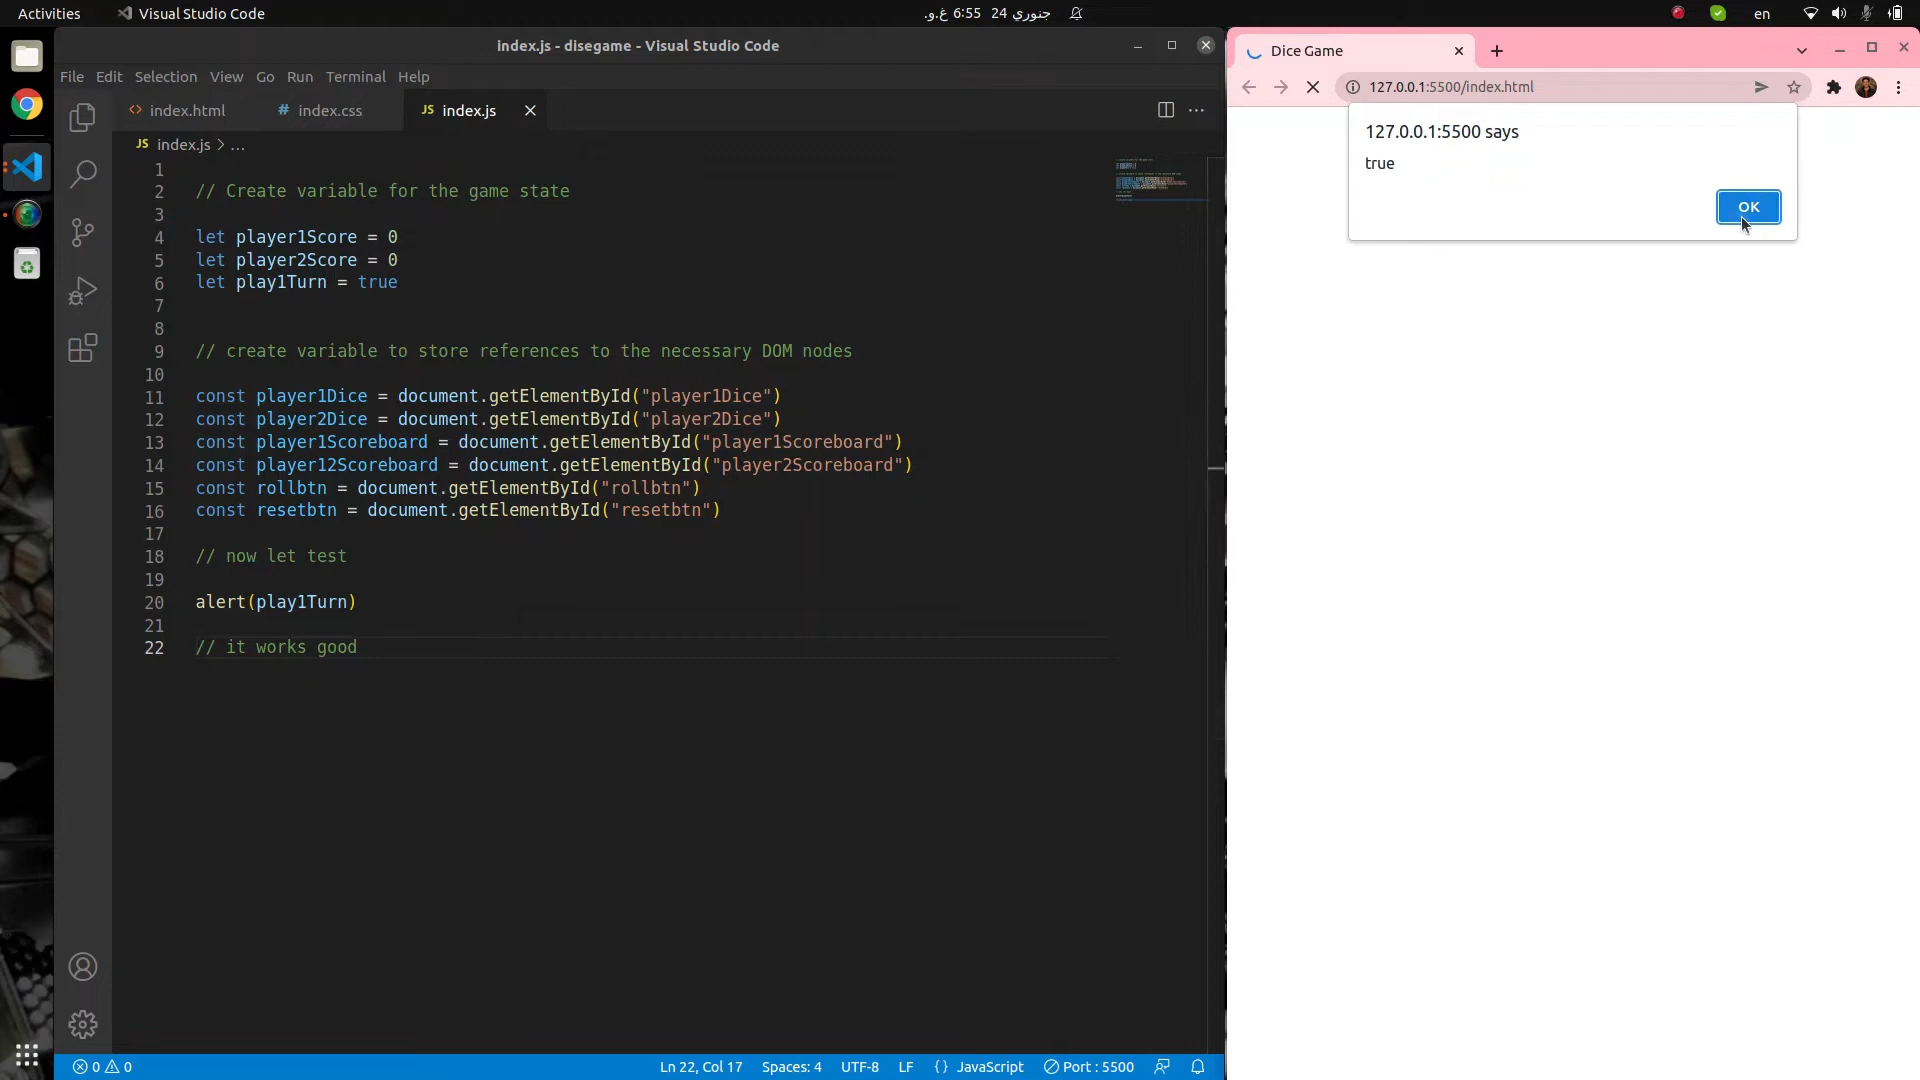 Activities
Visual Studio Code
جنوري 24 6:55 غ.و.
en
index.js - disegame - Visual Studio Code
File Edit Selection View Go Run Terminal Help
index.html
# index.css
JS index.js
JS index.js > ...
1
2 // Create variable for the game state
3
4 let player1Score = 0
5 let player2Score = 0
6 let play1Turn = true
7
8
9 // create variable to store references to the necessary DOM nodes
10
11 const player1Dice = document.getElementById("player1Dice")
12 const player2Dice = document.getElementById("player2Dice")
13 const player1Scoreboard = document.getElementById("player1Scoreboard")
14 const player12Scoreboard = document.getElementById("player2Scoreboard")
15 const rollbtn = document.getElementById("rollbtn")
16 const resetbtn = document.getElementById("resetbtn")
17
18 // now let test
19
20 alert(play1Turn)
21
22 // it works good
0 0
Ln 22, Col 17 Spaces: 4 UTF-8 LF {} JavaScript Port : 5500
Dice Game
127.0.0.1:5500/index.html
127.0.0.1:5500 says
true
OK